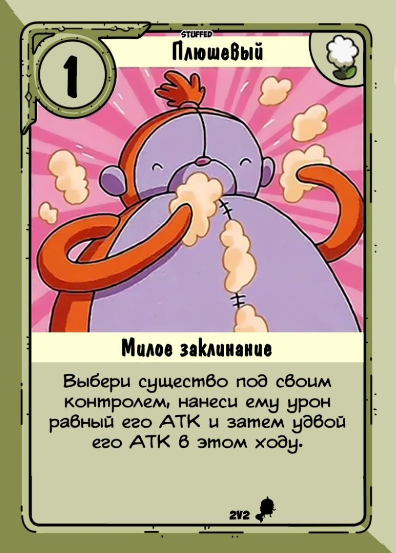 STUFFED
1
Плюшевый
Милое заклинание
Выбери существо под своим
контролем, нанеси ему урон
равный его АТК и затем удвой
его АТК в этом ходу.
2V2